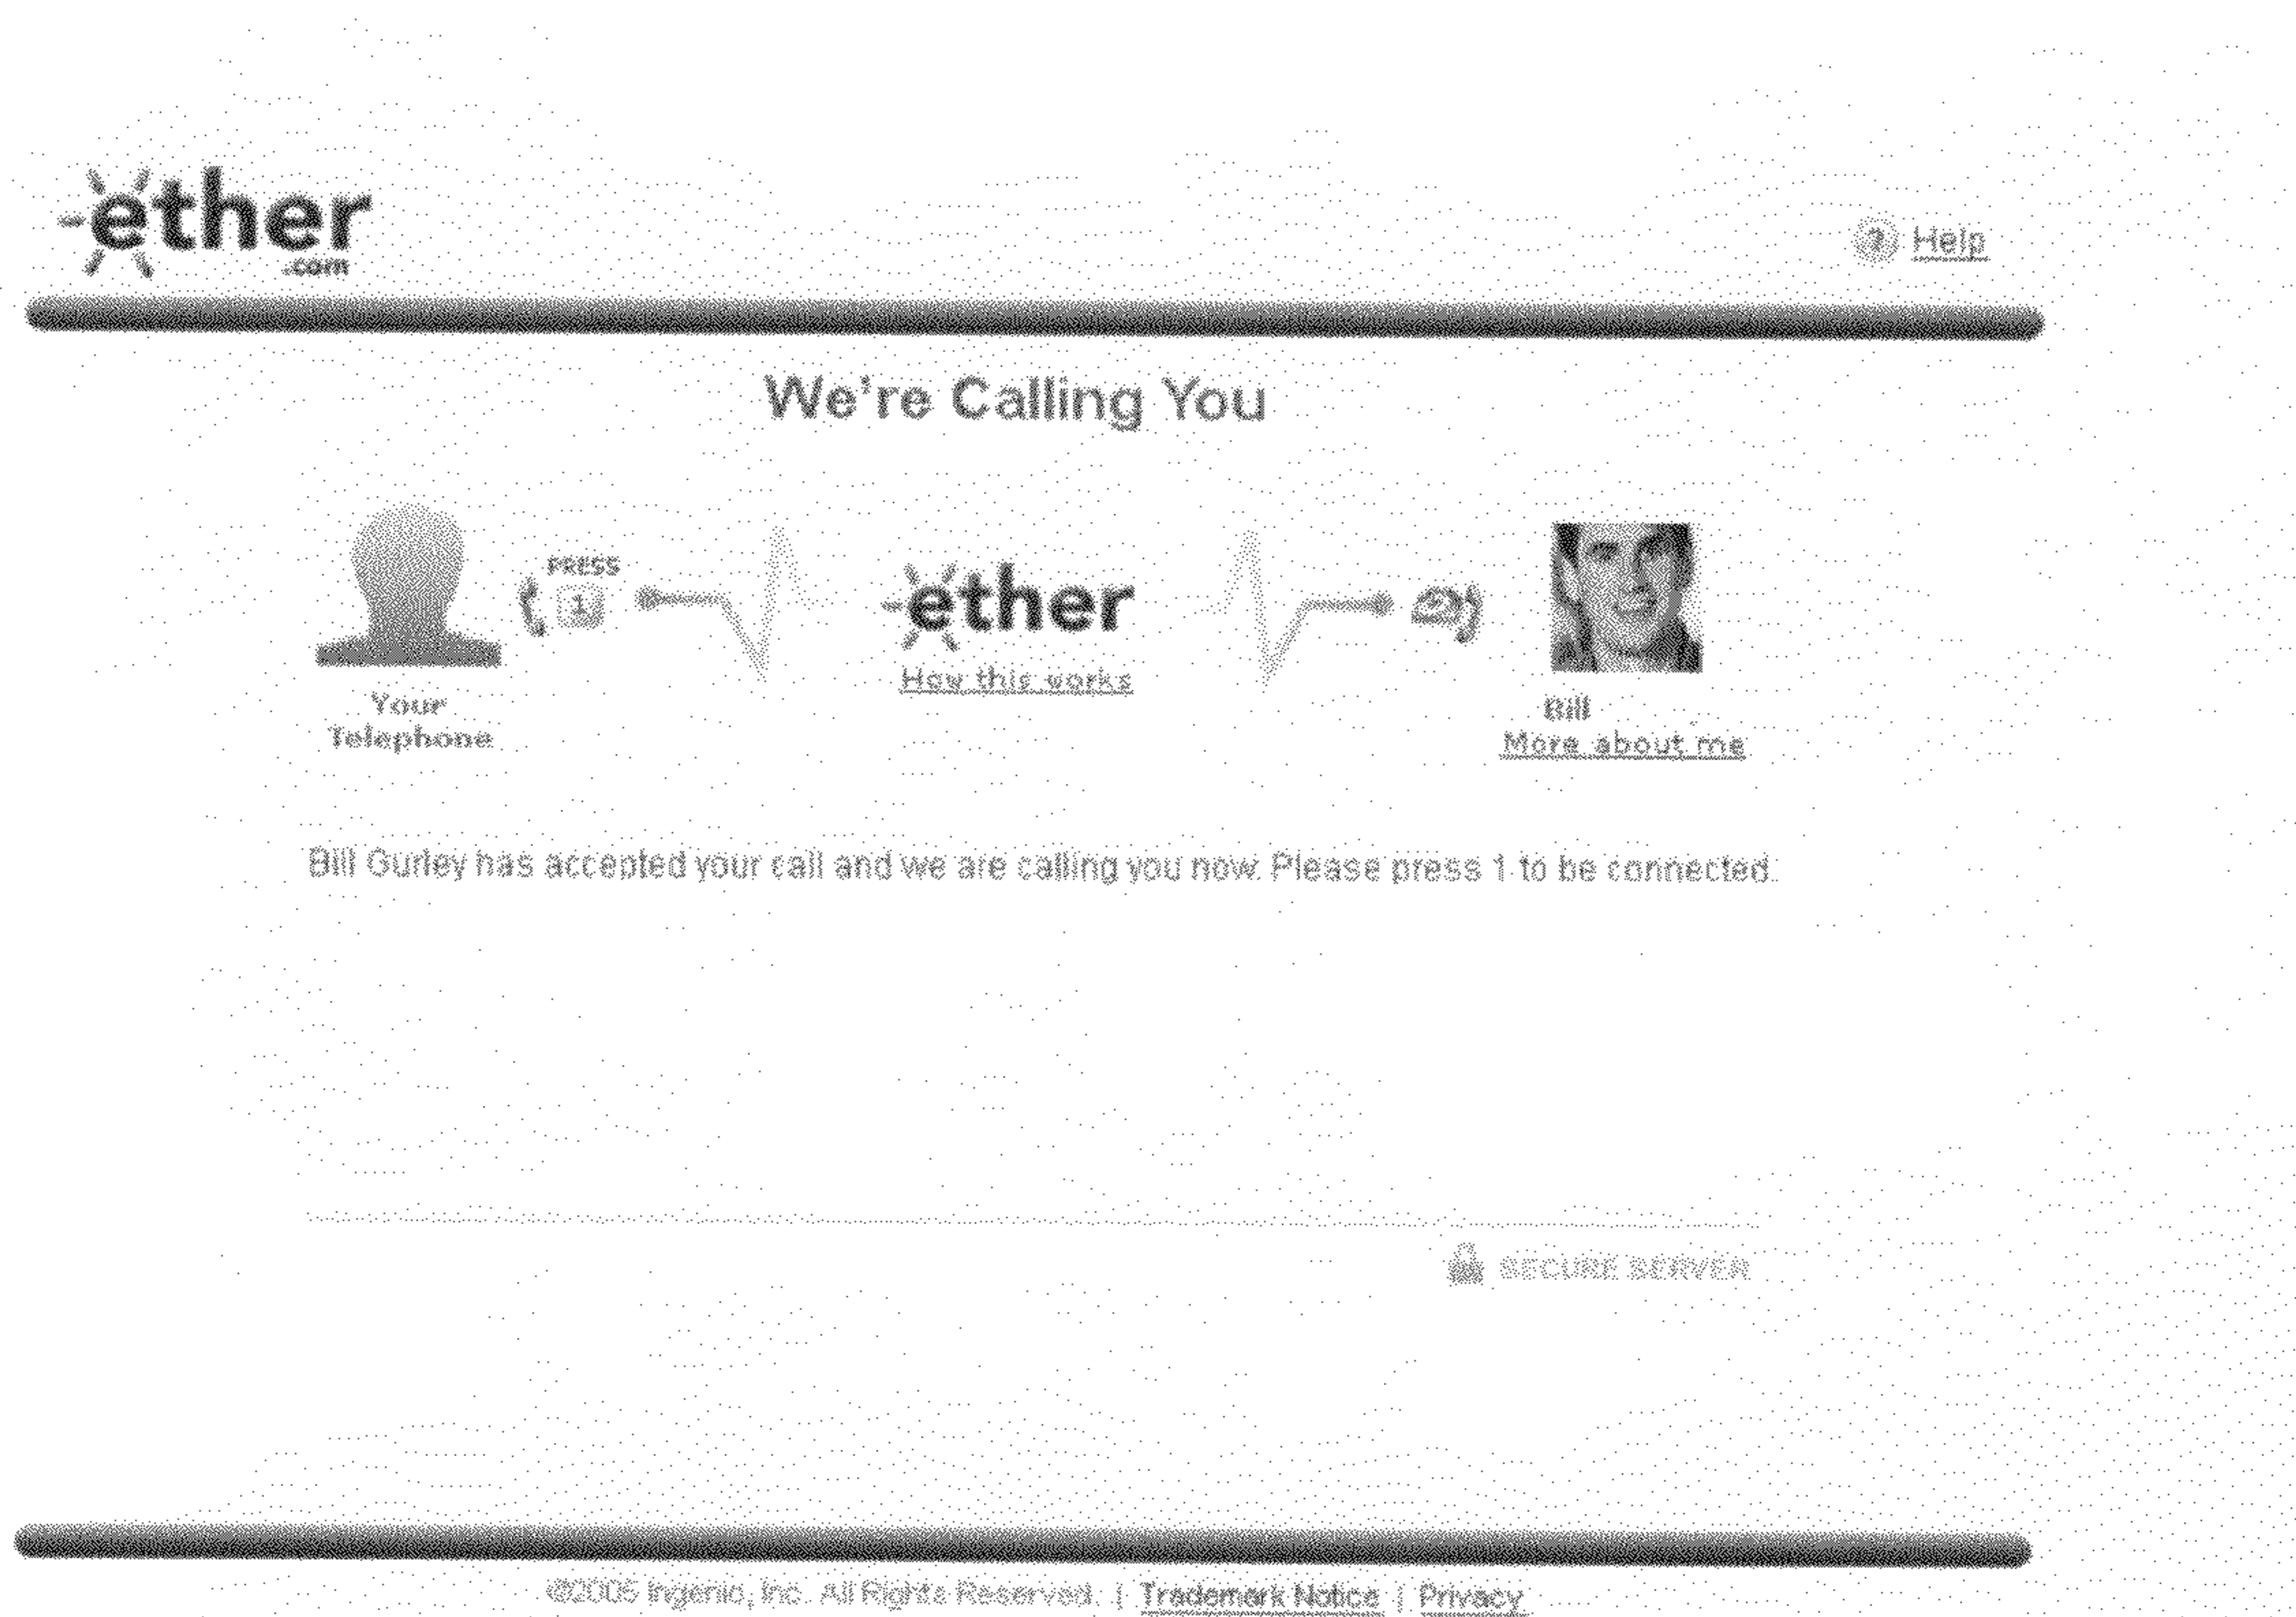 ether
.com
? Help
We're Calling You
PRESS
1
ether
How this works
Your
Telephone
Bill
More about me
Bill Gurley has accepted your call and we are calling you now. Please press 1 to be connected.
SECURE SERVER
©2005 Ingenio, Inc. All Rights Reserved. | Trademark Notice | Privacy